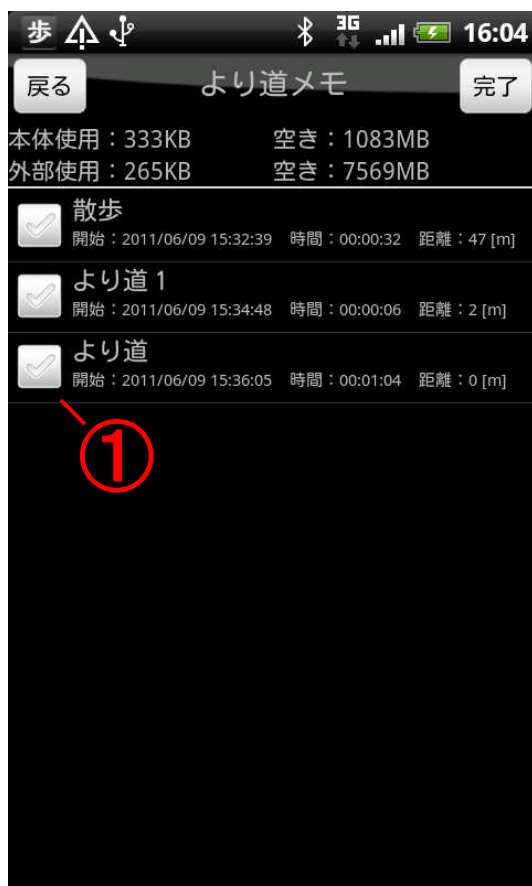 歩 3G 16:04
戻る より道メモ 完了
本体使用：333KB 空き：1083MB
外部使用：265KB 空き：7569MB
散歩
開始：2011/06/09 15:32:39 時間：00:00:32 距離：47 [m]
より道 1
開始：2011/06/09 15:34:48 時間：00:00:06 距離：2 [m]
より道
開始：2011/06/09 15:36:05 時間：00:01:04 距離：0 [m]
①